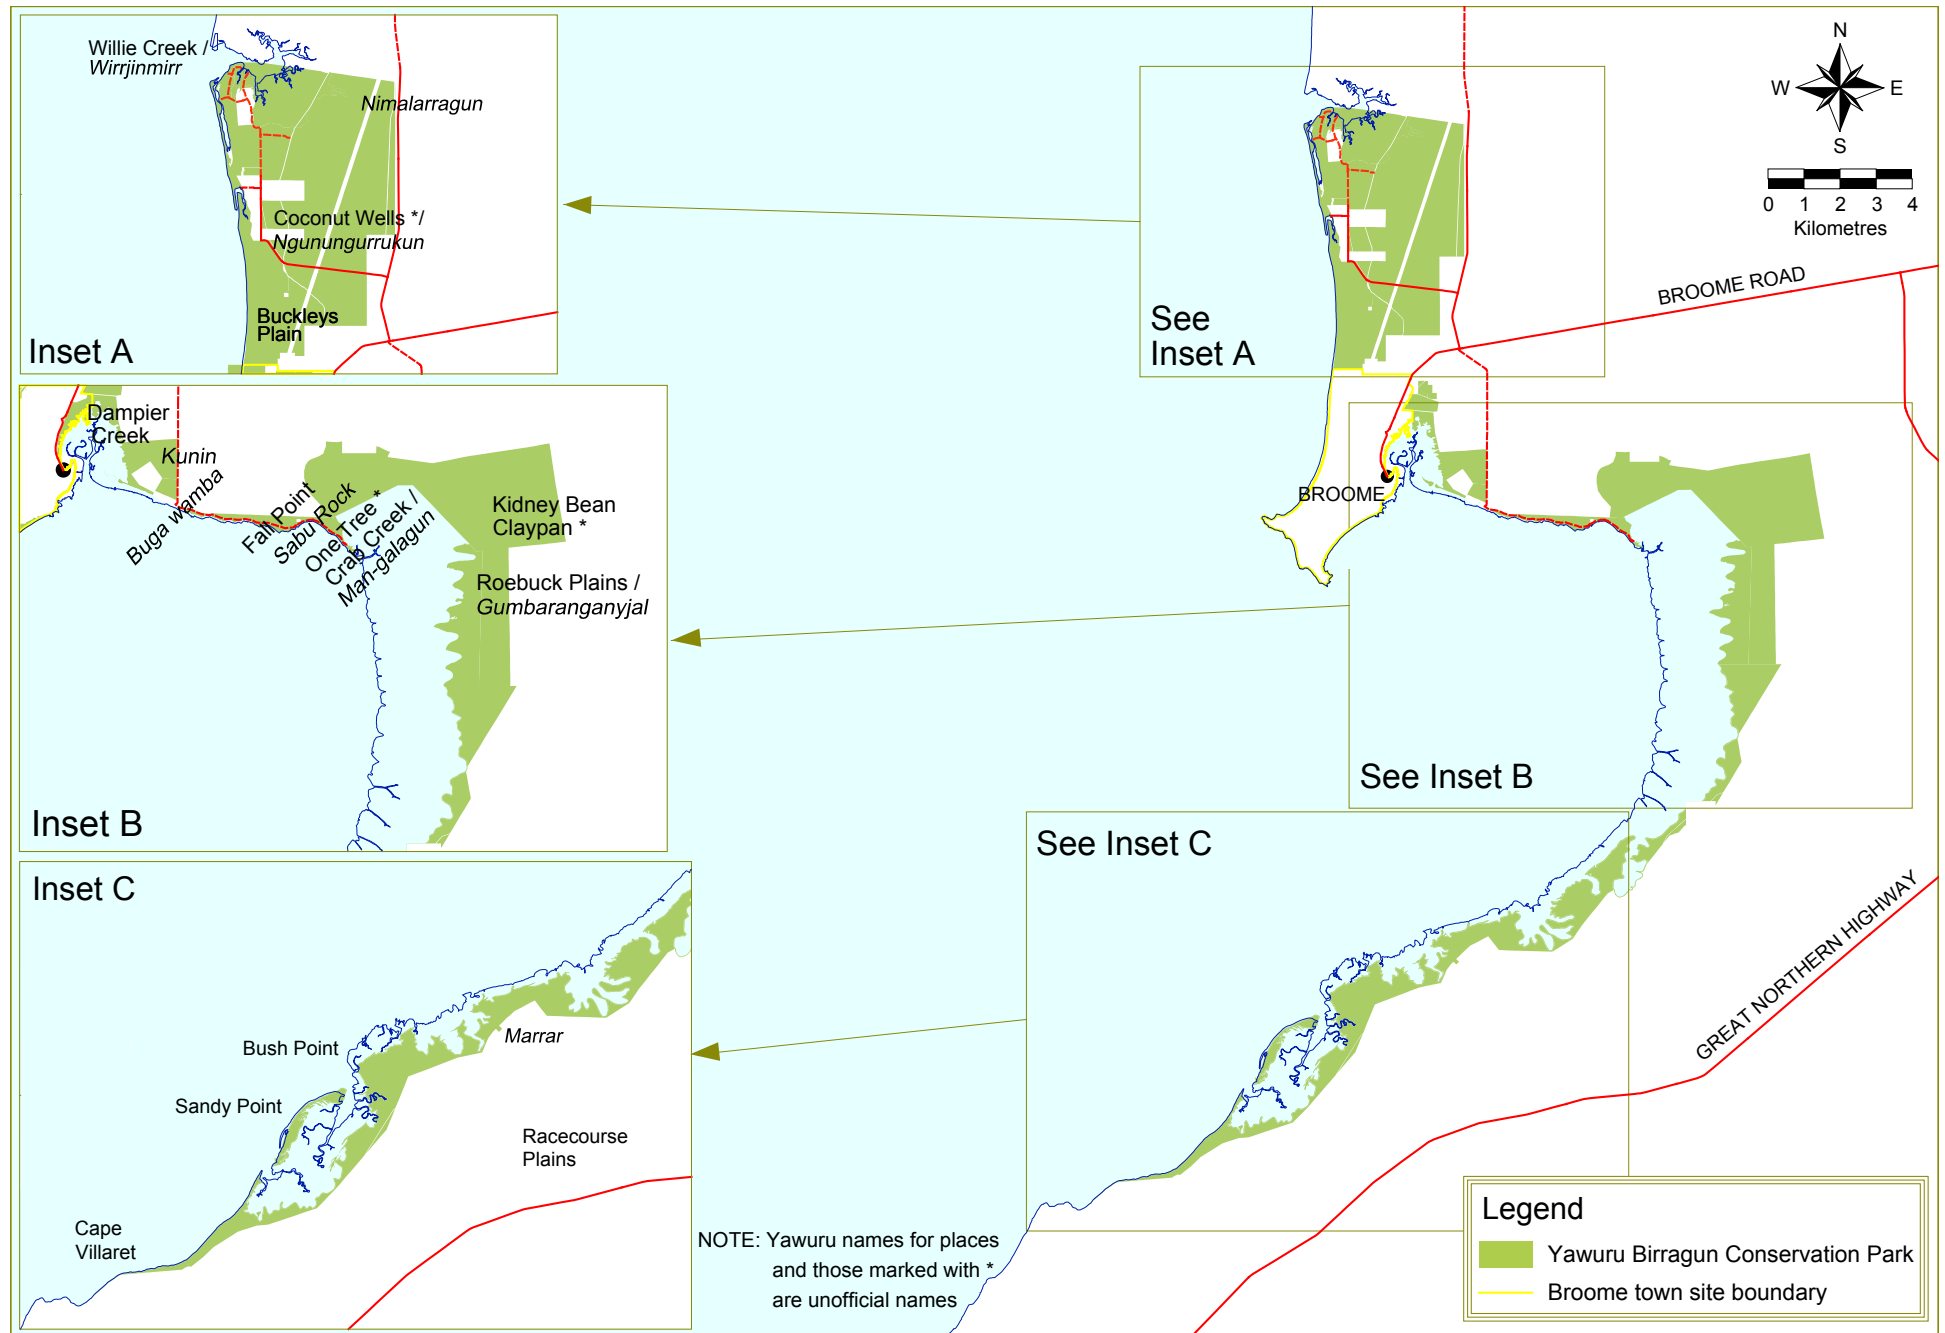 Willie Creek /
Wirrjinmirr
Nimalarragun
Coconut Wells */
Ngunungurrukun
Buckleys
Plain
Inset A
Dampier
Creek
Kunin
Buga wamba
Fall Point
Sabu Rock
One Tree *
Crab Creek /
Man-galagun
Kidney Bean
Claypan *
Roebuck Plains /
Gumbaranganyjal
Inset B
Inset C
Marrar
Bush Point
Sandy Point
Racecourse
Plains
Cape
Villaret
NOTE: Yawuru names for places
and those marked with *
are unofficial names
See
Inset A
BROOME
See Inset B
See Inset C
BROOME ROAD
GREAT NORTHERN HIGHWAY
N
W
E
S
0 1 2 3 4
Kilometres
Legend
Yawuru Birragun Conservation Park
Broome town site boundary